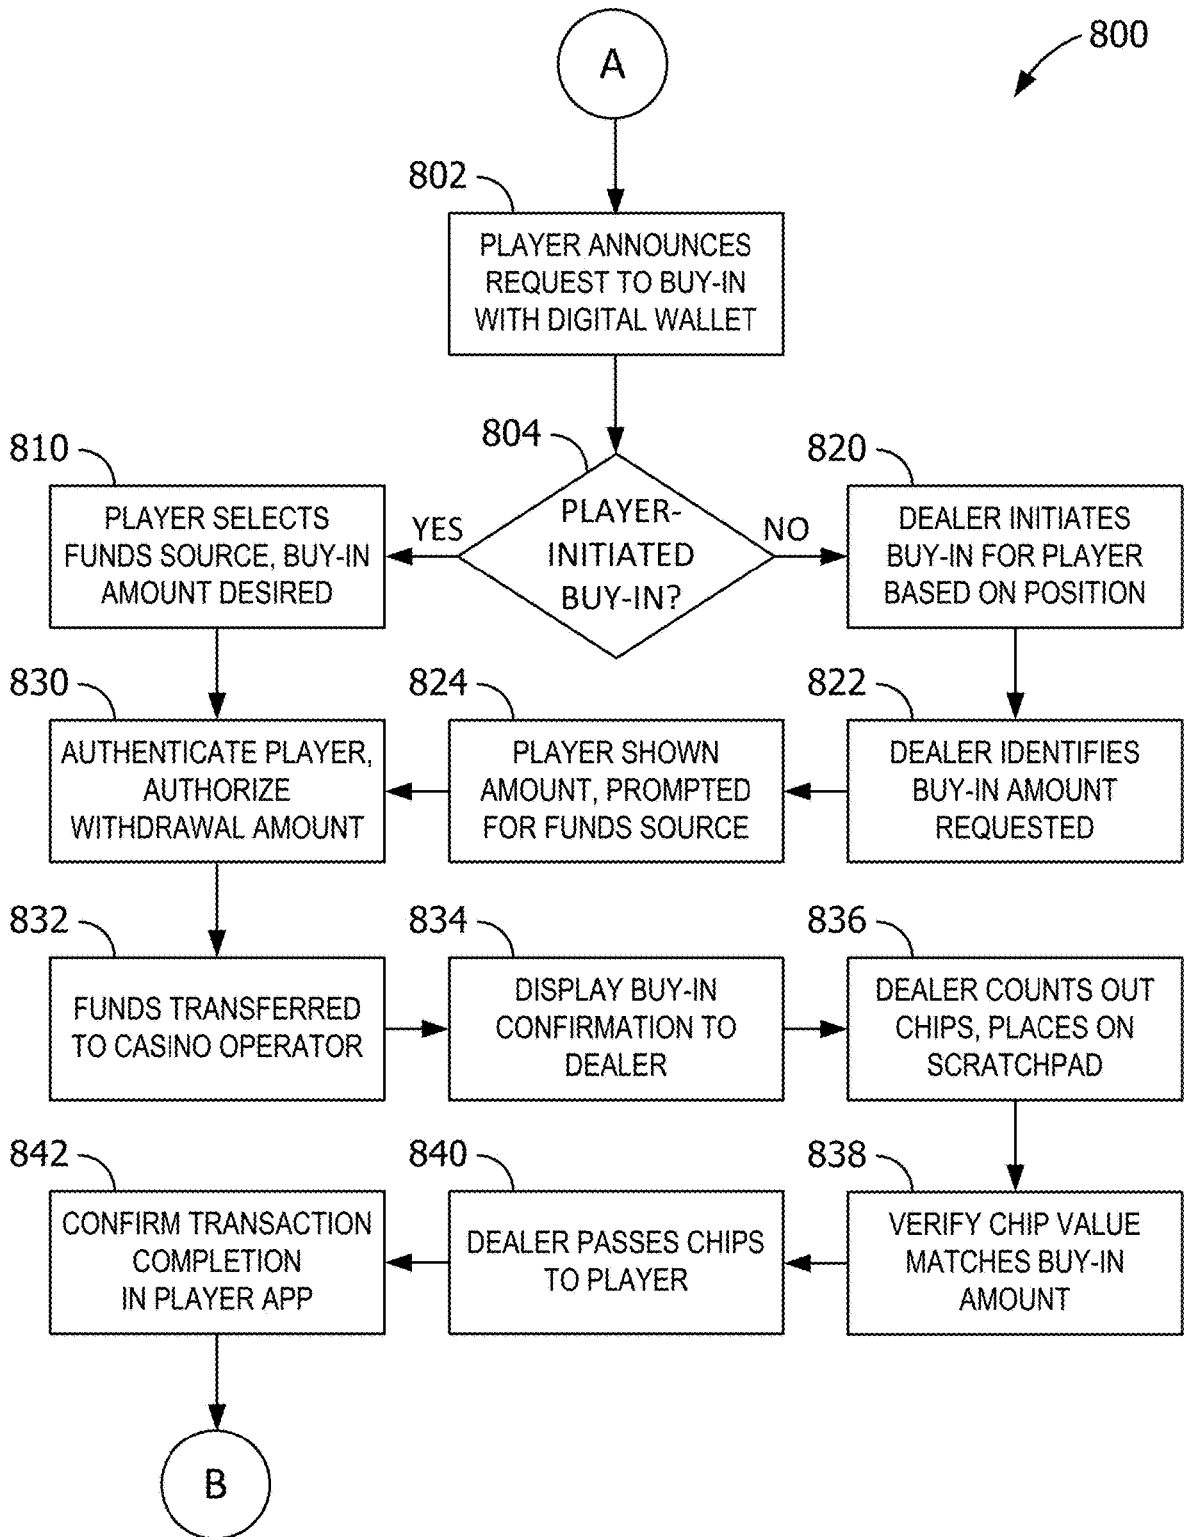 A
800
802
PLAYER ANNOUNCES
REQUEST TO BUY-IN
WITH DIGITAL WALLET
804
PLAYER-
INITIATED
BUY-IN?
YES
NO
810
PLAYER SELECTS
FUNDS SOURCE, BUY-IN
AMOUNT DESIRED
820
DEALER INITIATES
BUY-IN FOR PLAYER
BASED ON POSITION
830
AUTHENTICATE PLAYER,
AUTHORIZE
WITHDRAWAL AMOUNT
824
PLAYER SHOWN
AMOUNT, PROMPTED
FOR FUNDS SOURCE
822
DEALER IDENTIFIES
BUY-IN AMOUNT
REQUESTED
832
FUNDS TRANSFERRED
TO CASINO OPERATOR
834
DISPLAY BUY-IN
CONFIRMATION TO
DEALER
836
DEALER COUNTS OUT
CHIPS, PLACES ON
SCRATCHPAD
842
CONFIRM TRANSACTION
COMPLETION
IN PLAYER APP
840
DEALER PASSES CHIPS
TO PLAYER
838
VERIFY CHIP VALUE
MATCHES BUY-IN
AMOUNT
B